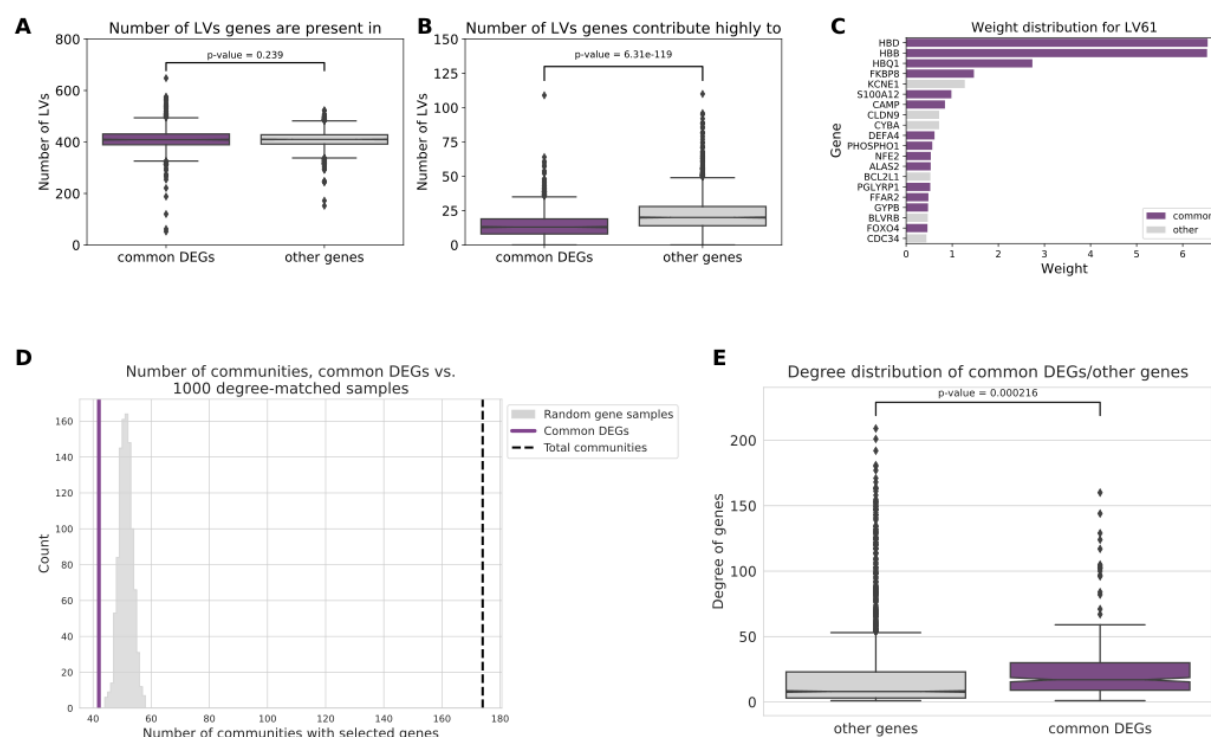 A
Number of LVs genes are present in
800
600
400
200
0
Number of LVs
p-value = 0.239
common DEGs
other genes
B
Number of LVs genes contribute highly to
150
125
100
75
50
25
0
Number of LVs
p-value = 6.31e-119
common DEGs
other genes
C
Weight distribution for LV61
Gene
HBD
HBB
HBQ1
FKBP8
KCNE1
S100A12
CAMP
CLDN9
CYBA
DEFA4
PHOSPHO1
NFE2
ALAS2
BCL2L1
PGLYRP1
FFAR2
GYPB
BLVRB
FOXO4
CDC34
common
other
0 1 2 3 4 5 6
Weight
D
Number of communities, common DEGs vs.
1000 degree-matched samples
160
140
120
100
80
60
40
20
0
Count
Random gene samples
Common DEGs
Total communities
40 60 80 100 120 140 160 180
Number of communities with selected genes
E
Degree distribution of common DEGs/other genes
p-value = 0.000216
200
150
100
50
0
Degree of genes
other genes
common DEGs